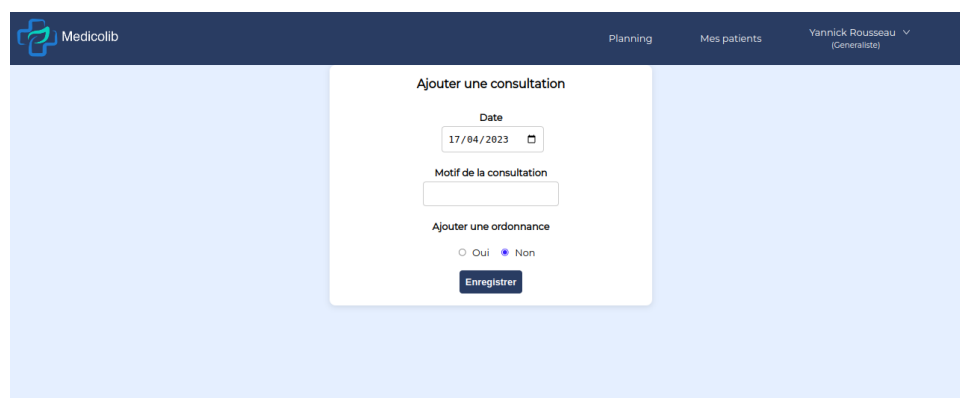 Medicolib
Planning
Mes patients
Yannick Rousseau
(Generaliste)
Ajouter une consultation
Date
17/04/2023
Motif de la consultation
Ajouter une ordonnance
Oui Non
Enregistrer